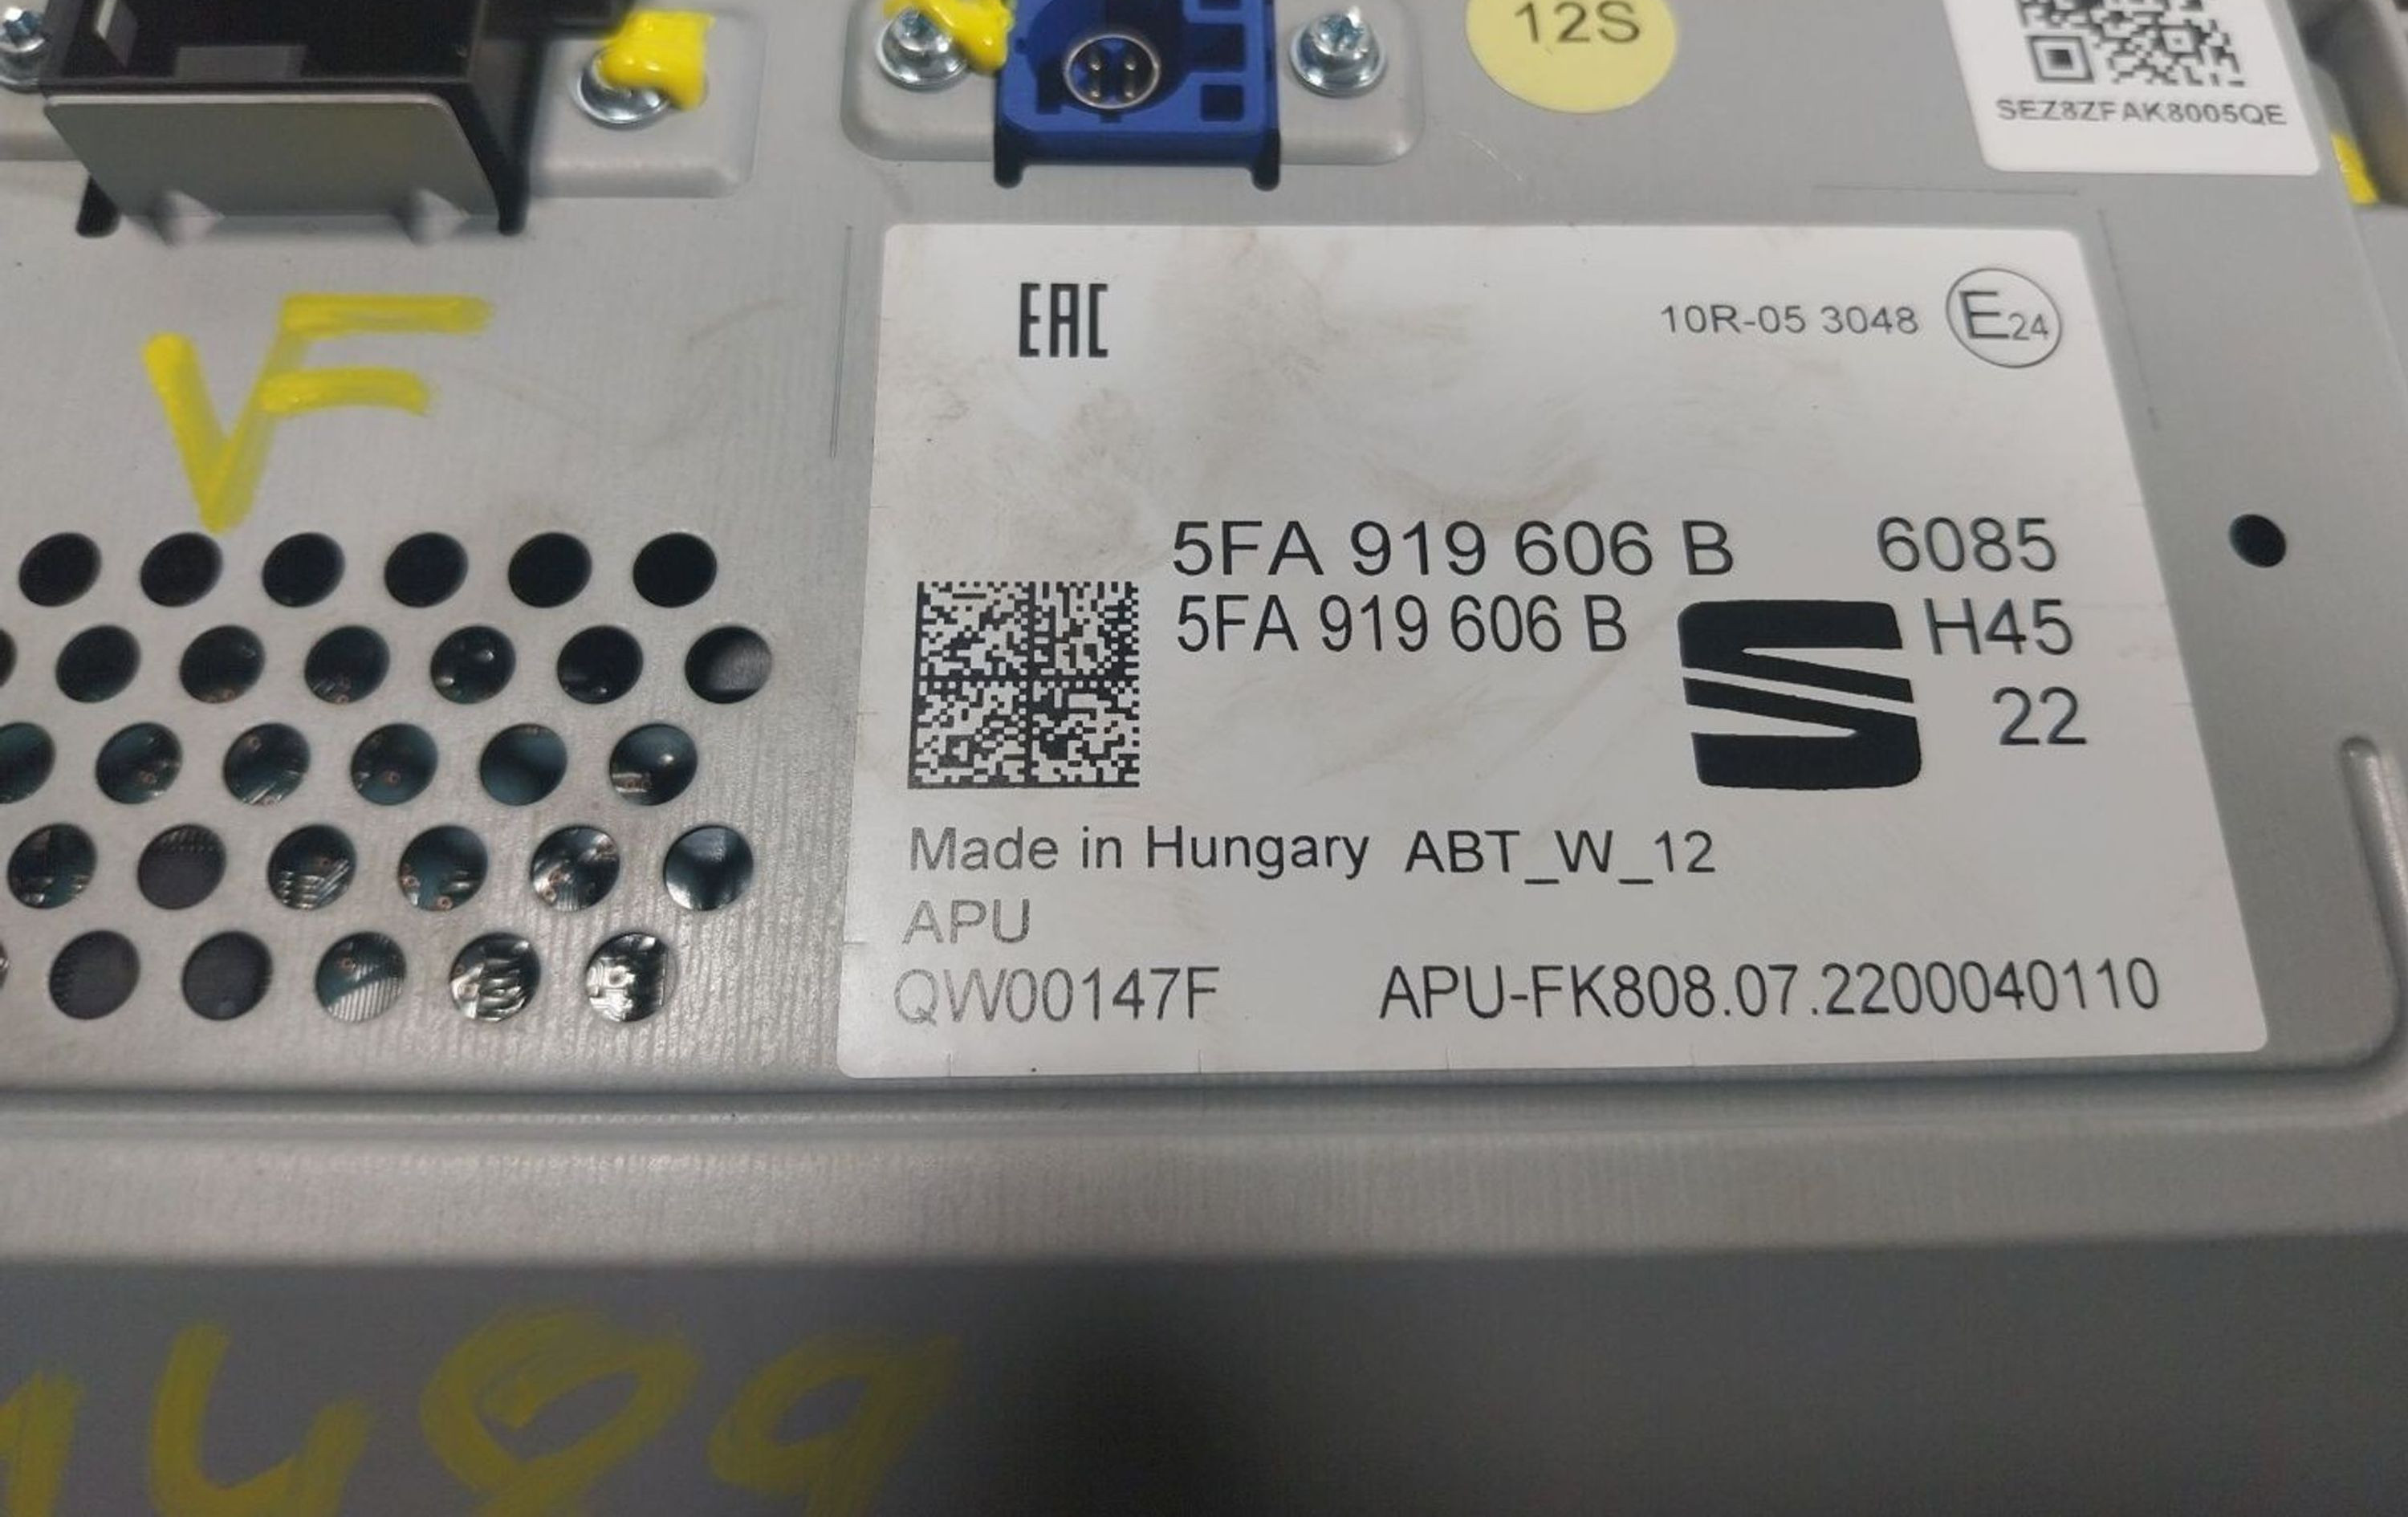 12S
SEZ8ZFAK8005QE
EAC
10R-05 3048 E24
VF
5FA 919 606 B 6085
5FA 919 606 B H45
22
Made in Hungary ABT_W_12
APU
QW00147F APU-FK808.07.2200040110